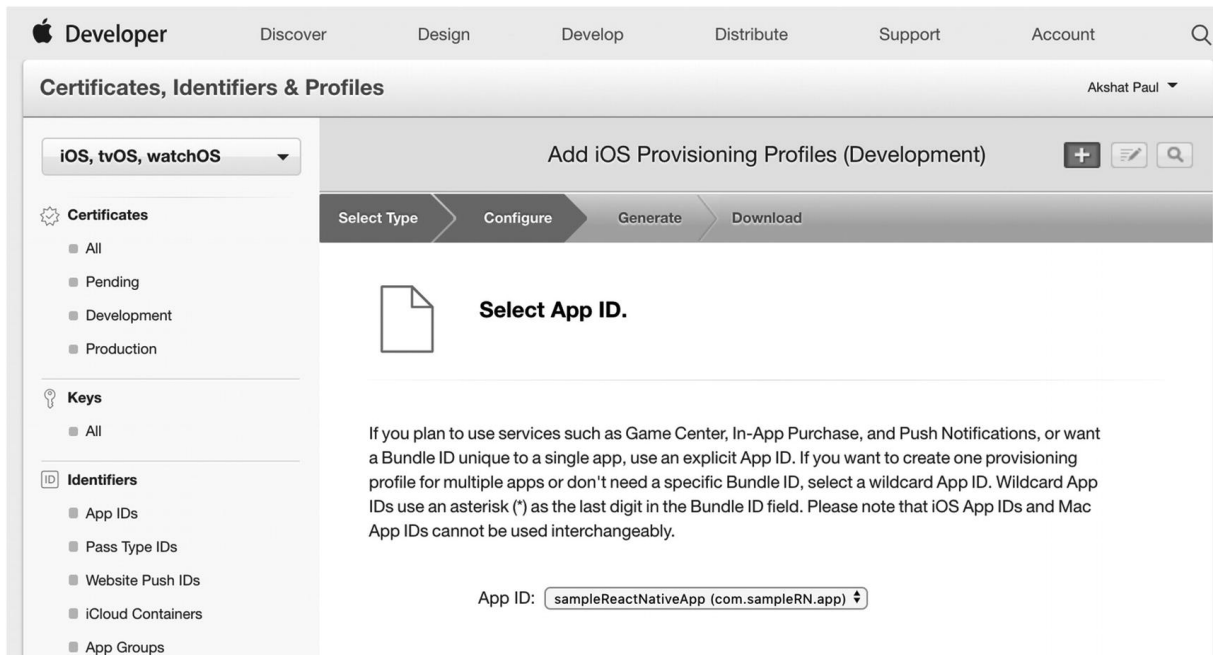 Developer
Discover
Design
Develop
Distribute
Support
Account
Certificates, Identifiers & Profiles
Akshat Paul
iOS, tvOS, watchOS
Add iOS Provisioning Profiles (Development)
Certificates
All
Pending
Development
Production
Keys
All
ID Identifiers
App IDs
Pass Type IDs
Website Push IDs
iCloud Containers
App Groups
Select Type
Configure
Generate
Download
Select App ID.
If you plan to use services such as Game Center, In-App Purchase, and Push Notifications, or want
a Bundle ID unique to a single app, use an explicit App ID. If you want to create one provisioning
profile for multiple apps or don't need a specific Bundle ID, select a wildcard App ID. Wildcard App
IDs use an asterisk (*) as the last digit in the Bundle ID field. Please note that iOS App IDs and Mac
App IDs cannot be used interchangeably.
App ID: sampleReactNativeApp (com.sampleRN.app)